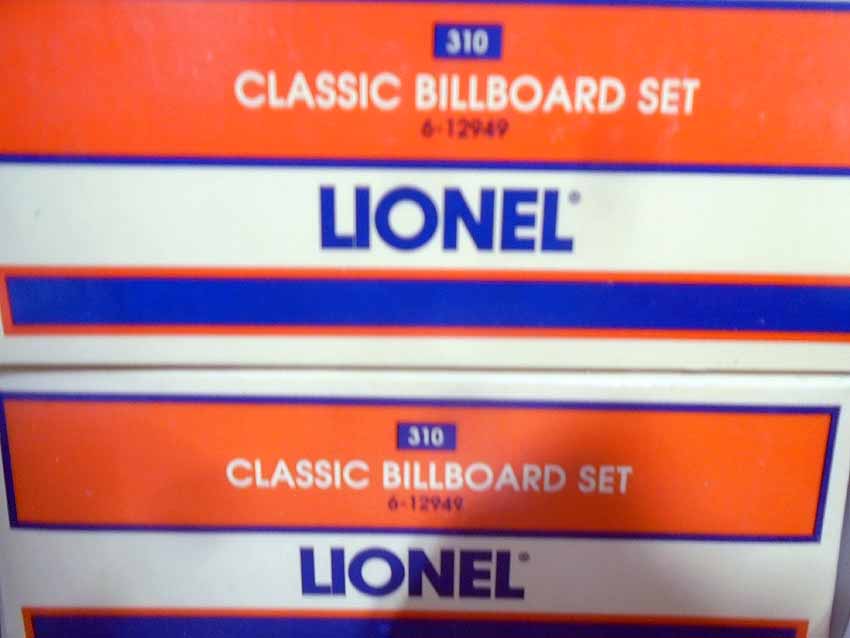 310
CLASSIC BILLBOARD SET
6-12949
LIONEL®
310
CLASSIC BILLBOARD SET
6-12949
LIONEL®